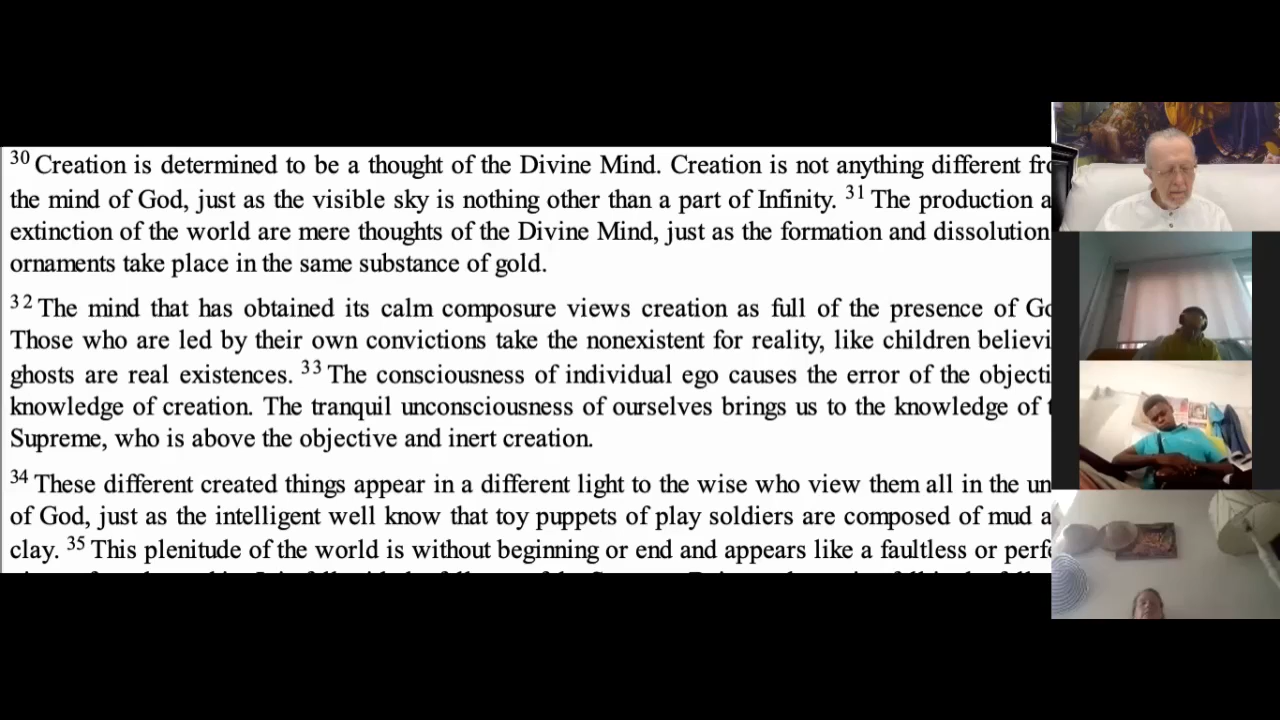 30 Creation is determined to be a thought of the Divine Mind. Creation is not anything different
the mind of God, just as the visible sky is nothing other than a part of Infinity. 31 The production
extinction of the world are mere thoughts of the Divine Mind, just as the formation and dissolution
ornaments take place in the same substance of gold.
32 The mind that has obtained its calm composure views creation as full of the presence of
Those who are led by their own convictions take the nonexistent for reality, like children
ghosts are real existences. 33 The consciousness of individual ego causes the error of the
knowledge of creation. The tranquil unconsciousness of ourselves brings us to the knowledge of
Supreme, who is above the objective and inert creation.
34 These different created things appear in a different light to the wise who view them all in the
of God, just as the intelligent well know that toy puppets of play soldiers are composed of mud
clay. 35 This plenitude of the world is without beginning or end and appears like a faultless or